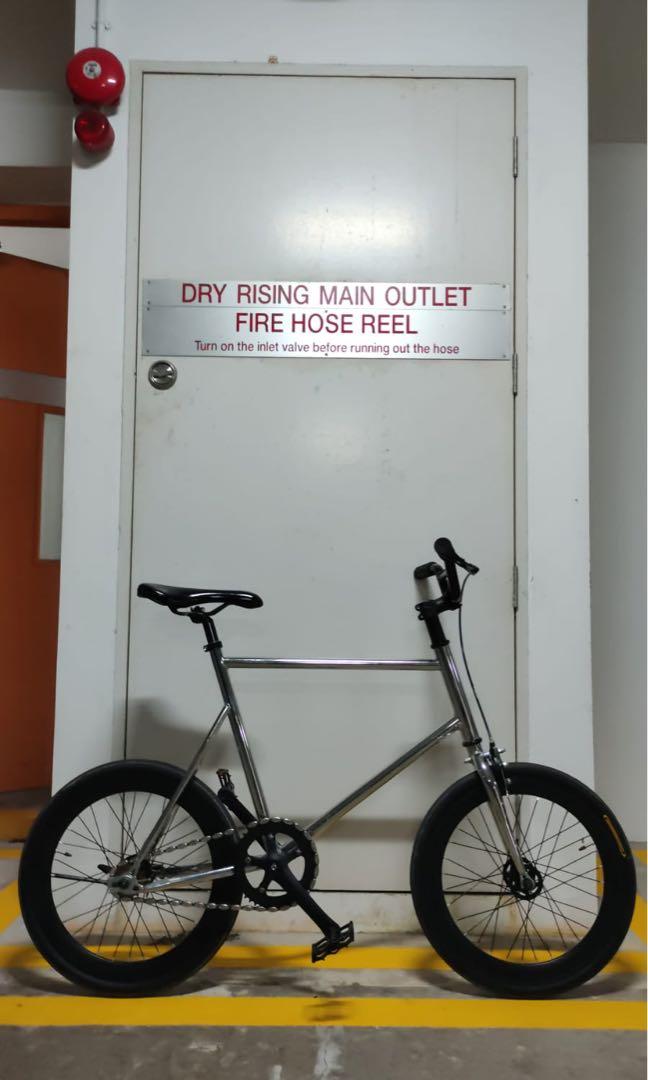 DRY RISING MAIN OUTLET
FIRE HOSE REEL
Turn on the inlet valve before running out the hose